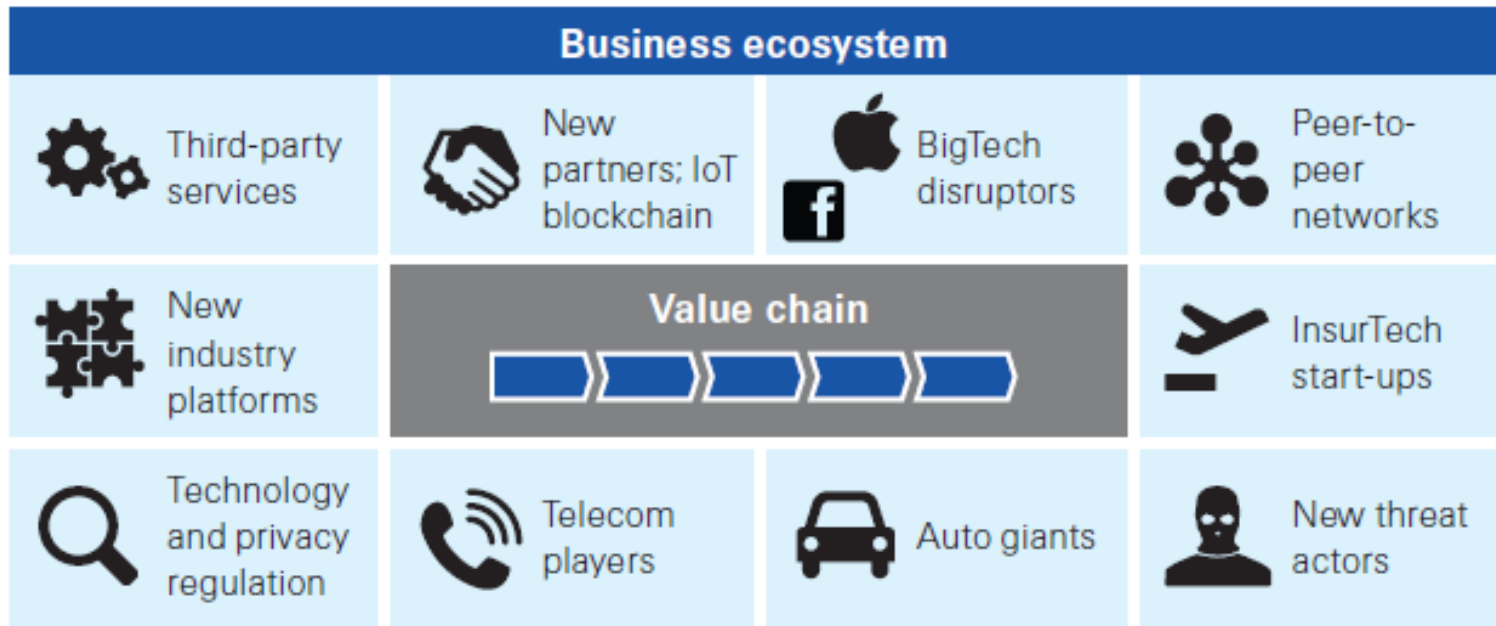 Business ecosystem
Third-party
services
New
partners; IoT
blockchain
BigTech
disruptors
Peer-to-
peer
networks
New
industry
platforms
Value chain
InsurTech
start-ups
Technology
and privacy
regulation
Telecom
players
Auto giants
New threat
actors